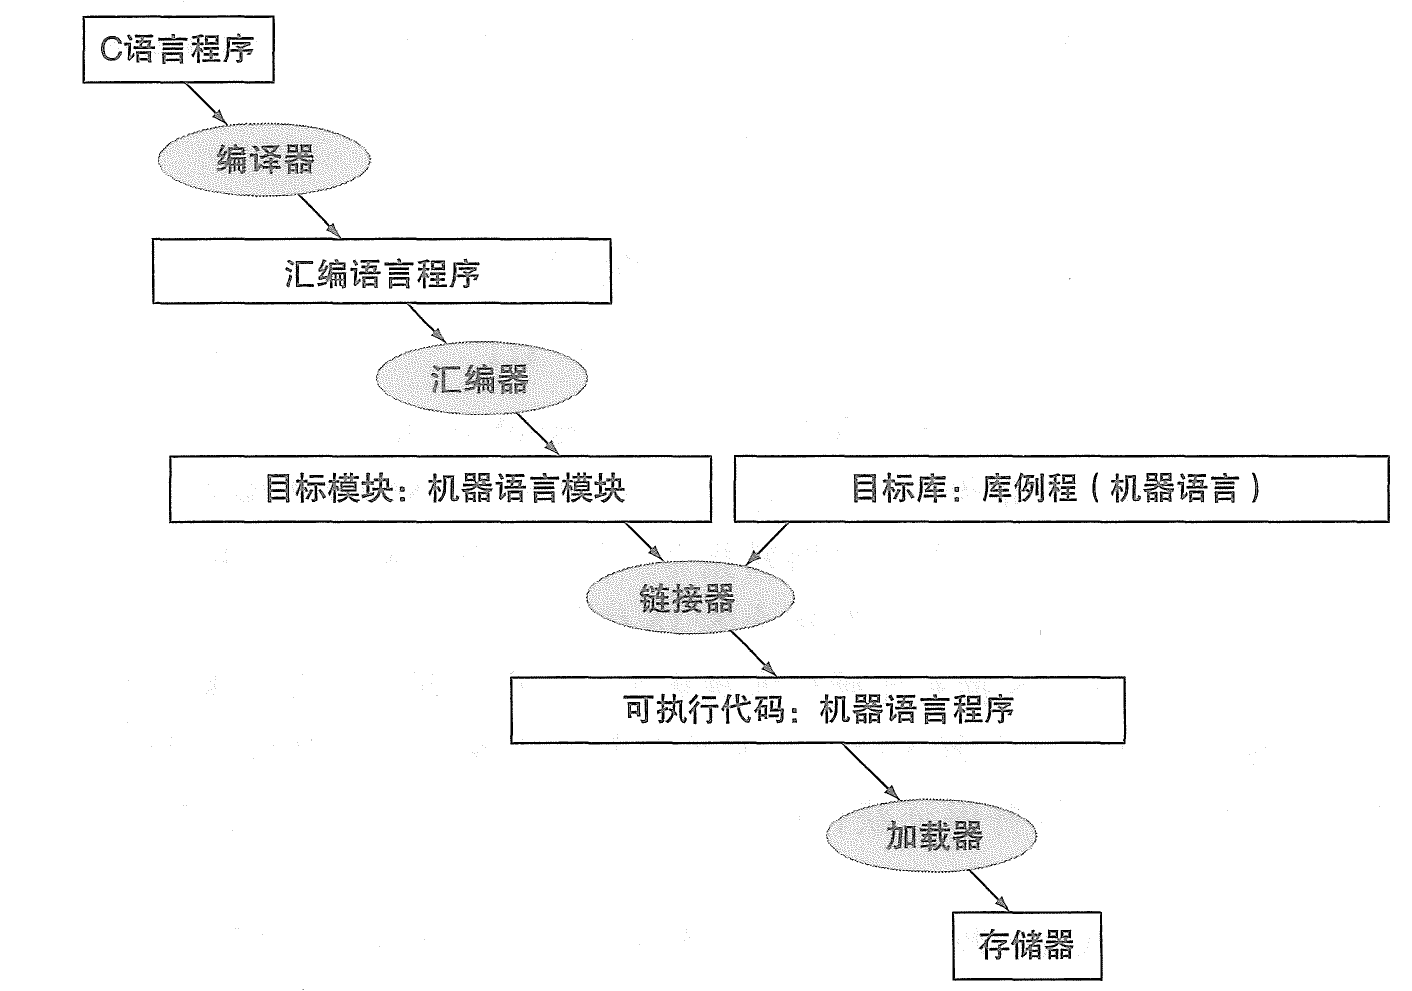 C语言程序
编译器
汇编语言程序
汇编器
目标模块：机器语言模块
目标库：库例程（机器语言）
链接器
可执行代码：机器语言程序
加载器
存储器